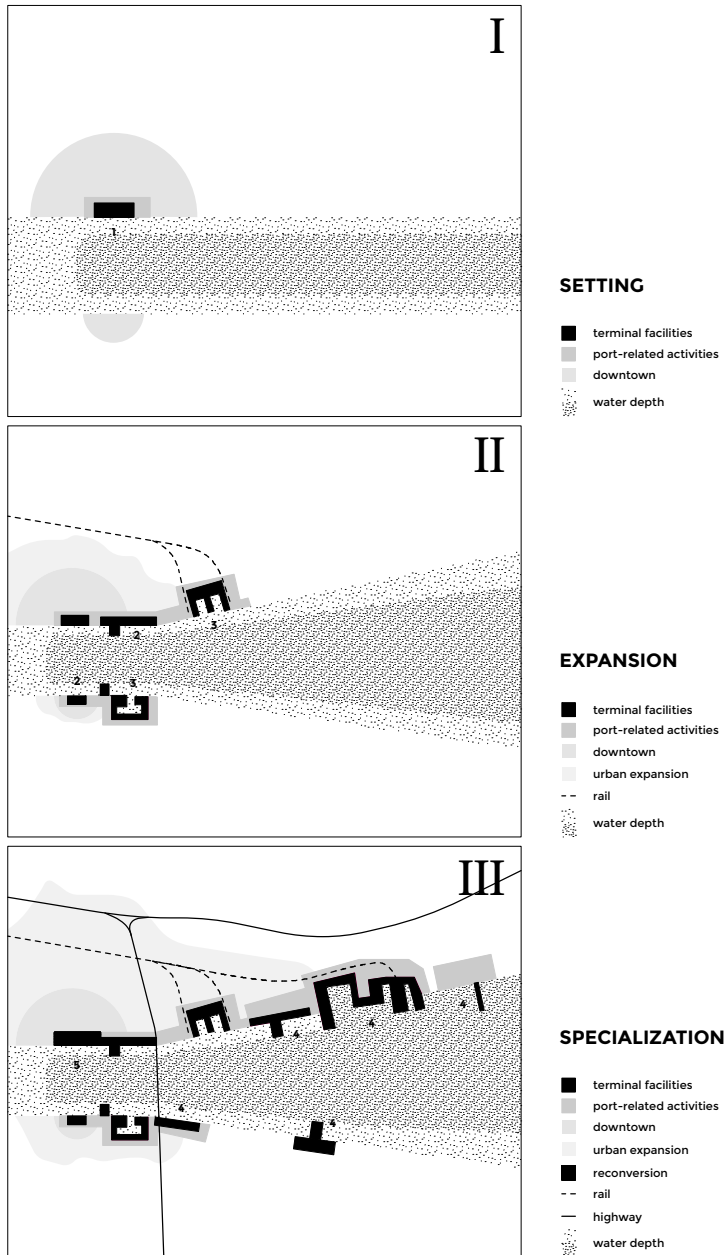 I
1
SETTING
terminal facilities
port-related activities
downtown
water depth
II
2
3
2
3
EXPANSION
terminal facilities
port-related activities
downtown
urban expansion
rail
water depth
III
4
4
4
5
4
4
SPECIALIZATION
terminal facilities
port-related activities
downtown
urban expansion
reconversion
rail
highway
water depth